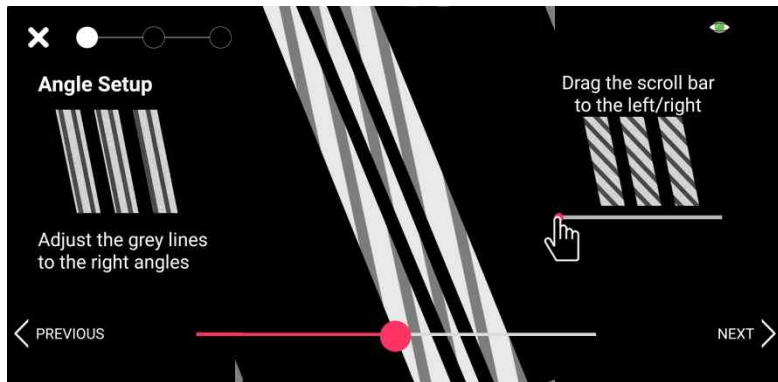 Angle Setup
Adjust the grey lines
to the right angles
Drag the scroll bar
to the left/right
PREVIOUS
NEXT